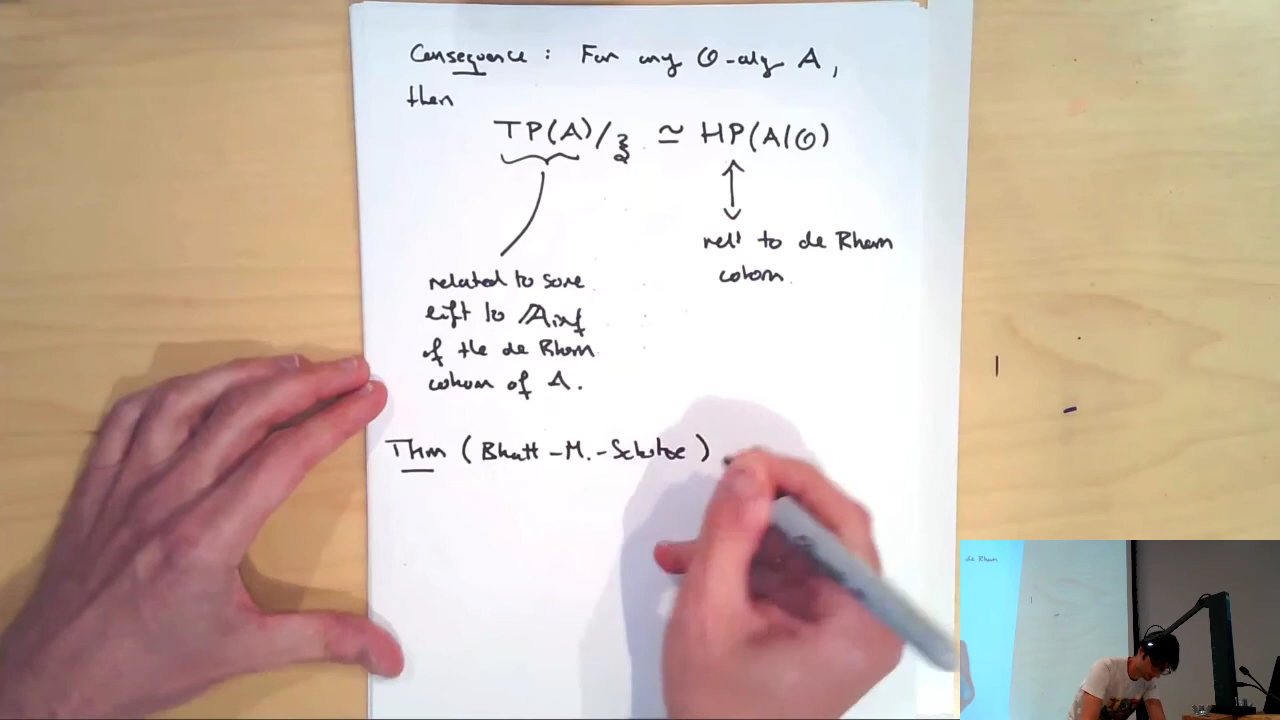 Consequence : For any O-alg A,
then
TP(A)/ξ ≃ HP(A|O)
relᵗ to de Rham
cohom.
related to some
lift to 𝔸inf
of the de Rham
cohom of A.
Thm (Bhatt-M.-Scholze)
de Rham